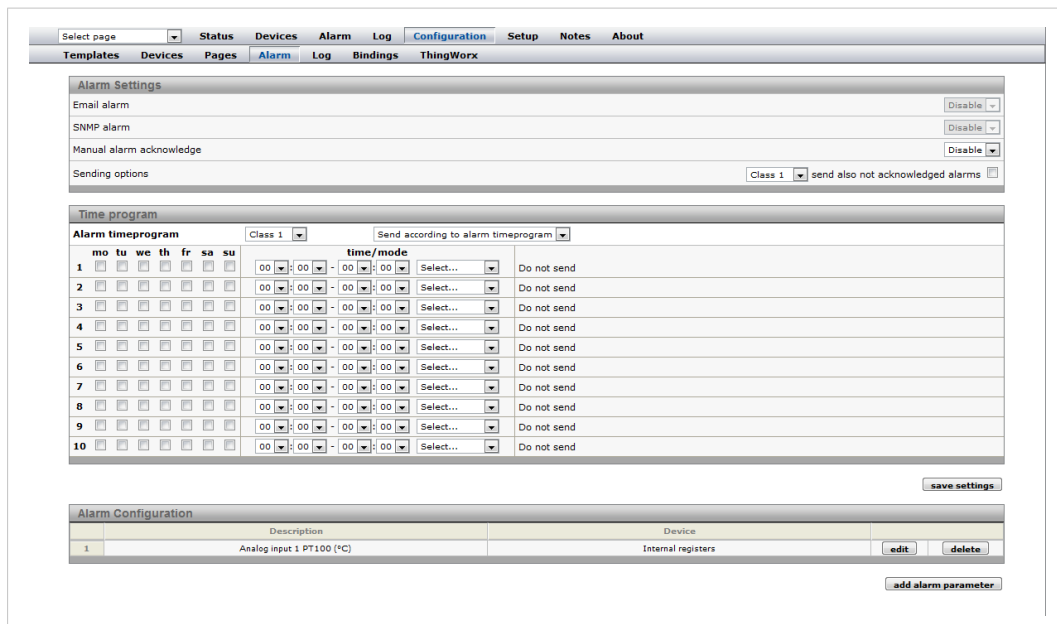 Select page Status Devices Alarm Log Configuration Setup Notes About
Templates Devices Pages Alarm Log Bindings ThingWorx
Alarm Settings
Email alarm Disable
SNMP alarm Disable
Manual alarm acknowledge Disable
Sending options Class 1 send also not acknowledged alarms
Time program
Alarm timeprogram Class 1 Send according to alarm timeprogram
mo tu we th fr sa su time/mode
1 00 : 00 - 00 : 00 Select... Do not send
2 00 : 00 - 00 : 00 Select... Do not send
3 00 : 00 - 00 : 00 Select... Do not send
4 00 : 00 - 00 : 00 Select... Do not send
5 00 : 00 - 00 : 00 Select... Do not send
6 00 : 00 - 00 : 00 Select... Do not send
7 00 : 00 - 00 : 00 Select... Do not send
8 00 : 00 - 00 : 00 Select... Do not send
9 00 : 00 - 00 : 00 Select... Do not send
10 00 : 00 - 00 : 00 Select... Do not send
save settings
Alarm Configuration
Description Device
1 Analog input 1 PT100 (°C) Internal registers edit delete
add alarm parameter